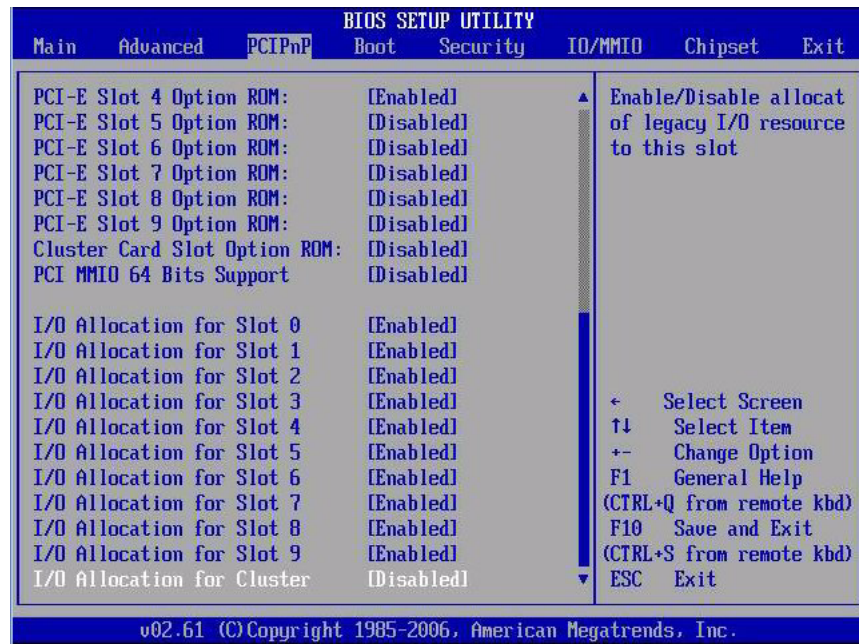 BIOS SETUP UTILITY
Main Advanced PCIPnP Boot Security IO/MMIO Chipset Exit
PCI-E Slot 4 Option ROM: [Enabled]
PCI-E Slot 5 Option ROM: [Disabled]
PCI-E Slot 6 Option ROM: [Disabled]
PCI-E Slot 7 Option ROM: [Disabled]
PCI-E Slot 8 Option ROM: [Disabled]
PCI-E Slot 9 Option ROM: [Disabled]
Cluster Card Slot Option ROM: [Disabled]
PCI MMIO 64 Bits Support [Disabled]
I/O Allocation for Slot 0 [Enabled]
I/O Allocation for Slot 1 [Enabled]
I/O Allocation for Slot 2 [Enabled]
I/O Allocation for Slot 3 [Enabled]
I/O Allocation for Slot 4 [Enabled]
I/O Allocation for Slot 5 [Enabled]
I/O Allocation for Slot 6 [Enabled]
I/O Allocation for Slot 7 [Enabled]
I/O Allocation for Slot 8 [Enabled]
I/O Allocation for Slot 9 [Enabled]
I/O Allocation for Cluster [Disabled]
Enable/Disable allocat
of legacy I/O resource
to this slot
← Select Screen
↑↓ Select Item
+- Change Option
F1 General Help
(CTRL+Q from remote kbd)
F10 Save and Exit
(CTRL+S from remote kbd)
ESC Exit
v02.61 (C)Copyright 1985-2006, American Megatrends, Inc.